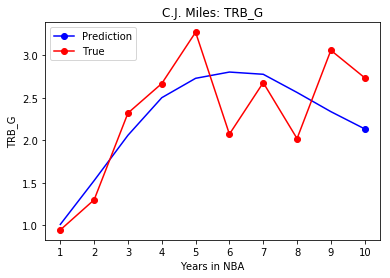 C.J. Miles: TRB_G
Prediction
True
TRB_G
3.0
2.5
2.0
1.5
1.0
1 2 3 4 5 6 7 8 9 10
Years in NBA